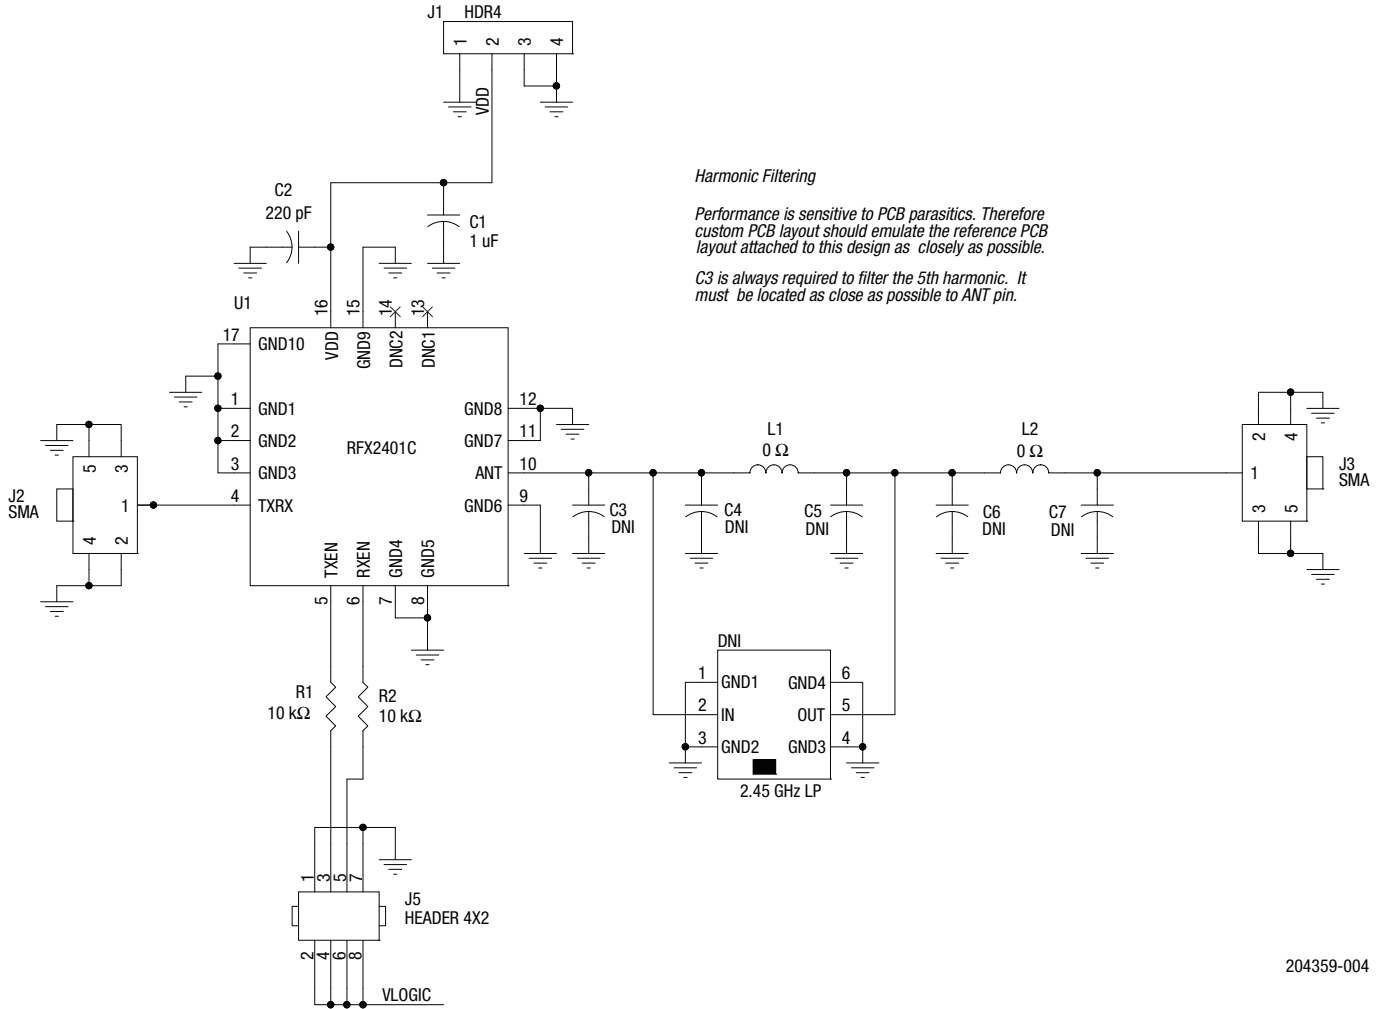 J1 HDR4
1 2 3 4
VDD
C2
220 pF
C1
1 uF
Harmonic Filtering
Performance is sensitive to PCB parasitics. Therefore
custom PCB layout should emulate the reference PCB
layout attached to this design as closely as possible.
C3 is always required to filter the 5th harmonic. It
must be located as close as possible to ANT pin.
U1
16 15 14 13
VDD GND9 DNC2 DNC1
17 GND10
1 GND1
2 GND2
3 GND3
4 TXRX
RFX2401C
GND8 12
GND7 11
ANT 10
GND6 9
TXEN RXEN GND4 GND5
5 6 7 8
J2
SMA
5 3
1
4 2
C3
DNI
C4
DNI
L1
0 Ω
C5
DNI
C6
DNI
L2
0 Ω
C7
DNI
2 4
1
3 5
J3
SMA
R1
10 kΩ
R2
10 kΩ
DNI
1 GND1 GND4 6
2 IN OUT 5
3 GND2 GND3 4
2.45 GHz LP
1 3 5 7
J5
HEADER 4X2
2 4 6 8
VLOGIC
204359-004